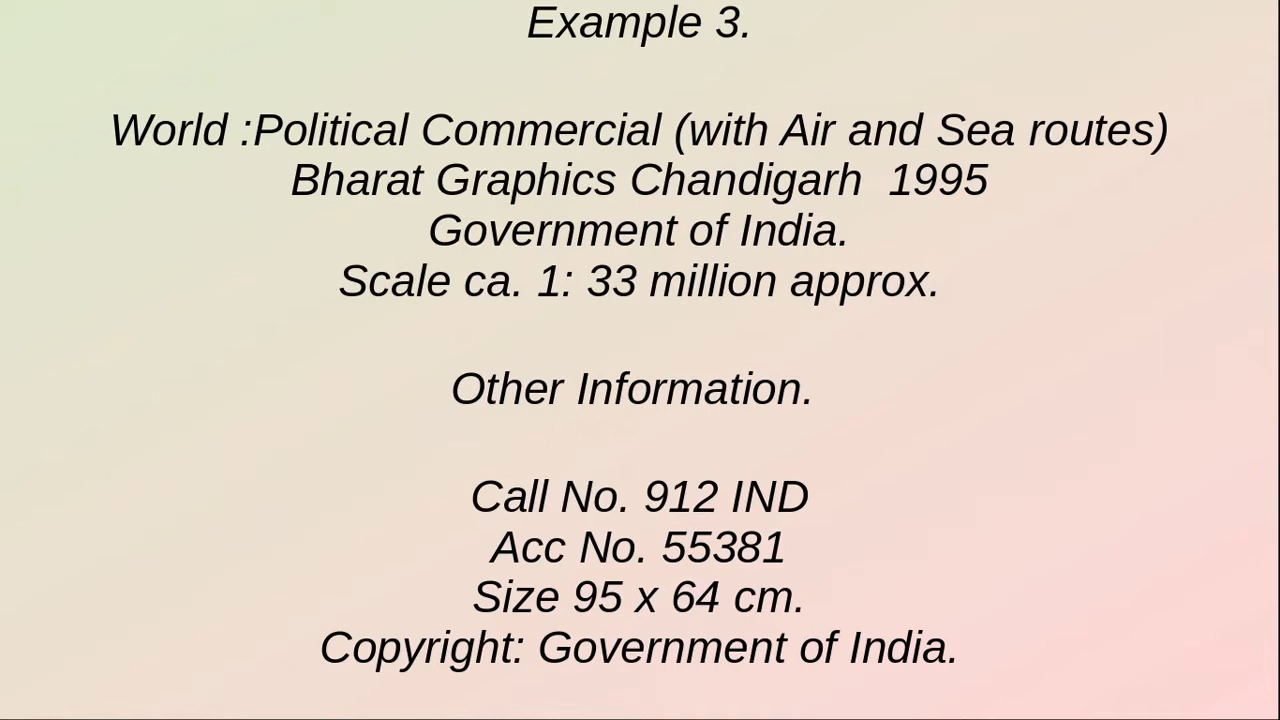 Example 3.
World :Political Commercial (with Air and Sea routes)
Bharat Graphics Chandigarh  1995
Government of India.
Scale ca. 1: 33 million approx.
Other Information.
Call No. 912 IND
Acc No. 55381
Size 95 x 64 cm.
Copyright: Government of India.